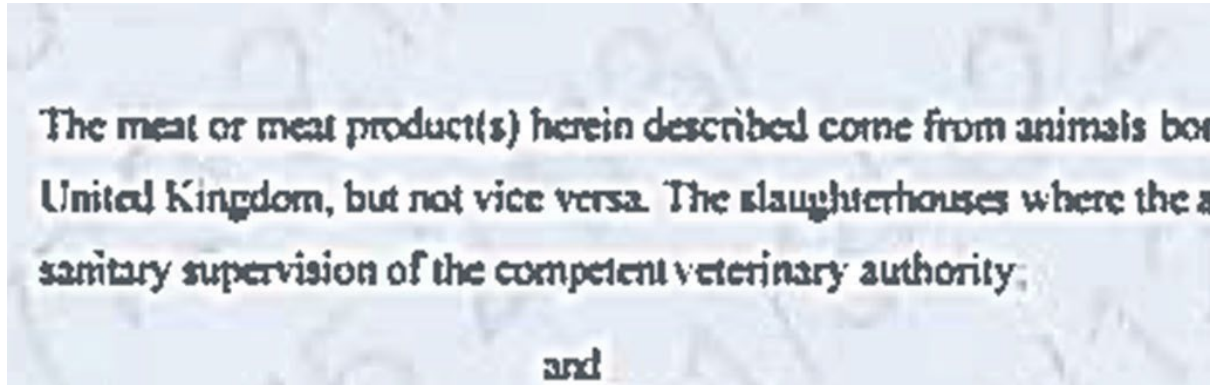 The meat or meat product(s) herein described come from animals
United Kingdom, but not vice versa. The slaughterhouses where the
sanitary supervision of the competent veterinary authority;
and